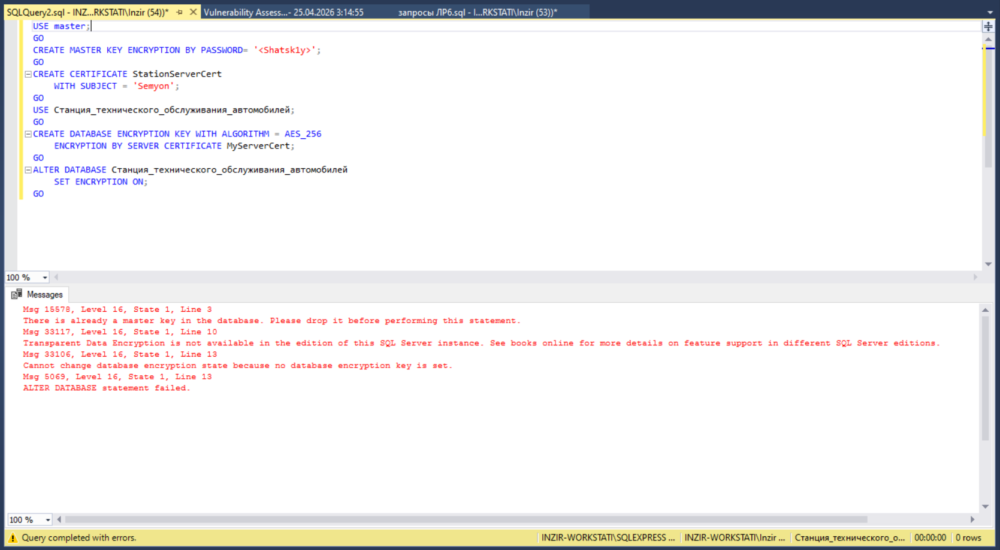 SQLQuery2.sql - INZ...RKSTATI\Inzir (54))*
Vulnerability Assess...- 25.04.2026 3:14:55
запросы ЛР6.sql - I...RKSTATI\Inzir (53))*
USE master;
GO
CREATE MASTER KEY ENCRYPTION BY PASSWORD= '<Shatsk1y>';
GO
CREATE CERTIFICATE StationServerCert
WITH SUBJECT = 'Semyon';
GO
USE Станция_технического_обслуживания_автомобилей;
GO
CREATE DATABASE ENCRYPTION KEY WITH ALGORITHM = AES_256
ENCRYPTION BY SERVER CERTIFICATE MyServerCert;
GO
ALTER DATABASE Станция_технического_обслуживания_автомобилей
SET ENCRYPTION ON;
GO
100 %
Messages
Msg 15578, Level 16, State 1, Line 3
There is already a master key in the database. Please drop it before performing this statement.
Msg 33117, Level 16, State 1, Line 10
Transparent Data Encryption is not available in the edition of this SQL Server instance. See books online for more details on feature support in different SQL Server editions.
Msg 33106, Level 16, State 1, Line 13
Cannot change database encryption state because no database encryption key is set.
Msg 5069, Level 16, State 1, Line 13
ALTER DATABASE statement failed.
100 %
Query completed with errors.
INZIR-WORKSTATI\SQLEXPRESS ...
INZIR-WORKSTATI\Inzir ...
Станция_технического_о...
00:00:00
0 rows